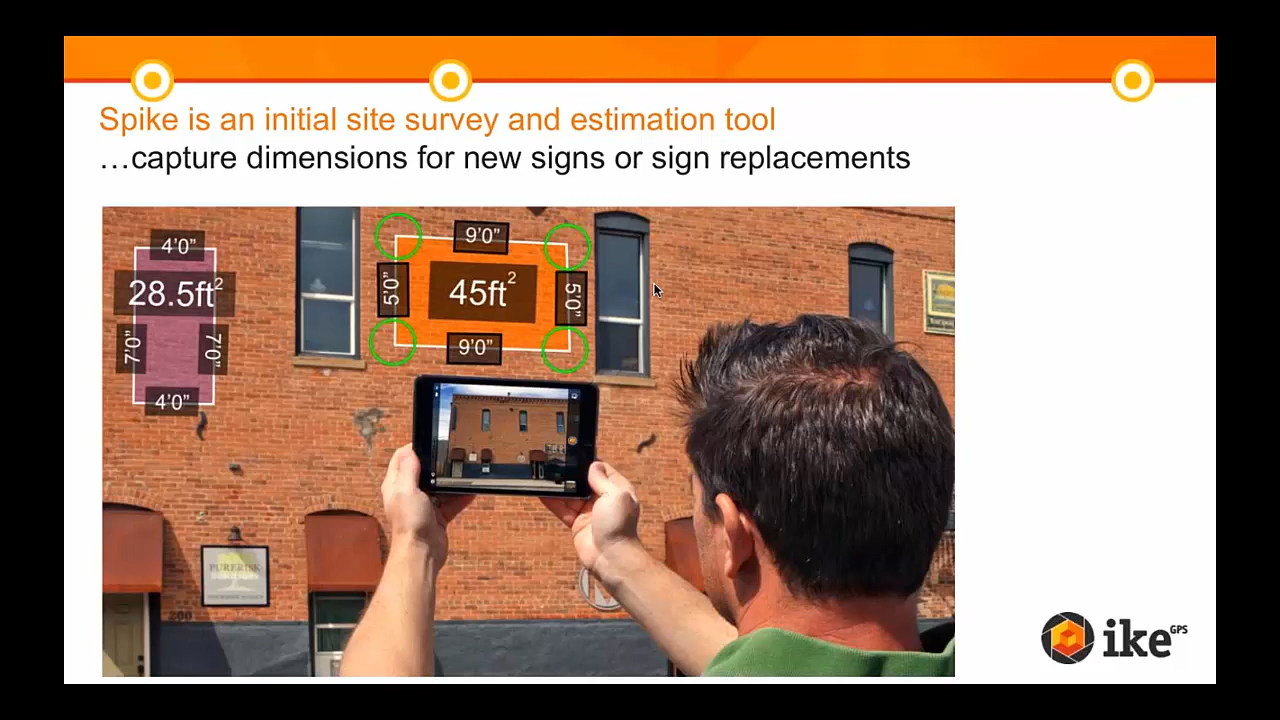 Spike is an initial site survey and estimation tool
…capture dimensions for new signs or sign replacements
4’0”
28.5ft²
7’0”
7’0”
4’0”
9’0”
5’0”
45ft²
5’0”
9’0”
PURERISK
200
ike GPS